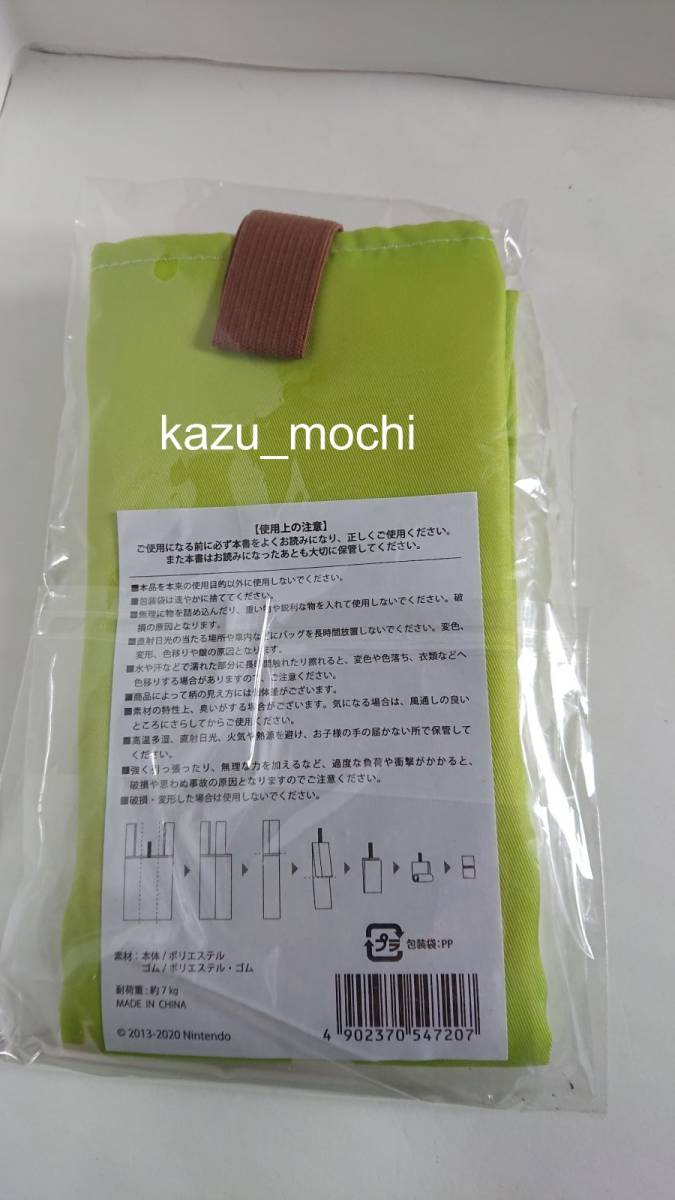 kazu_mochi
【使用上の注意】
ご使用になる前に必ず本書をよくお読みになり、正しくご使用ください。
また本書はお読みになったあとも大切に保管してください。
■本品を本来の使用目的以外に使用しないでください。
■包装袋は速やかに捨ててください。
■無理に物を詰め込んだり、重い物や鋭利な物を入れて使用しないでください。破
損の原因となります。
■直射日光の当たる場所や車内などにバッグを長時間放置しないでください。変色、
変形、色移りや皺の原因となります。
■水や汗などで濡れた部分に長時間触れたり擦れると、変色や色落ち、衣類などへ
色移りする場合がありますので、ご注意ください。
■商品によって柄の見え方には個体差がございます。
■素材の特性上、臭いがする場合がございます。気になる場合は、風通しの良い
ところにさらしてからご使用ください。
■高温多湿、直射日光、火気や熱源を避け、お子様の手の届かない所で保管して
ください。
■強く引っ張ったり、無理な力を加えるなど、過度な負荷や衝撃がかかると、
破損や思わぬ事故の原因となりますのでご注意ください。
■破損・変形した場合は使用しないでください。
プラ 包装袋:PP
素材：本体/ポリエステル
ゴム/ポリエステル・ゴム
耐荷重：約7kg
MADE IN CHINA
© 2013-2020 Nintendo
4 902370 547207